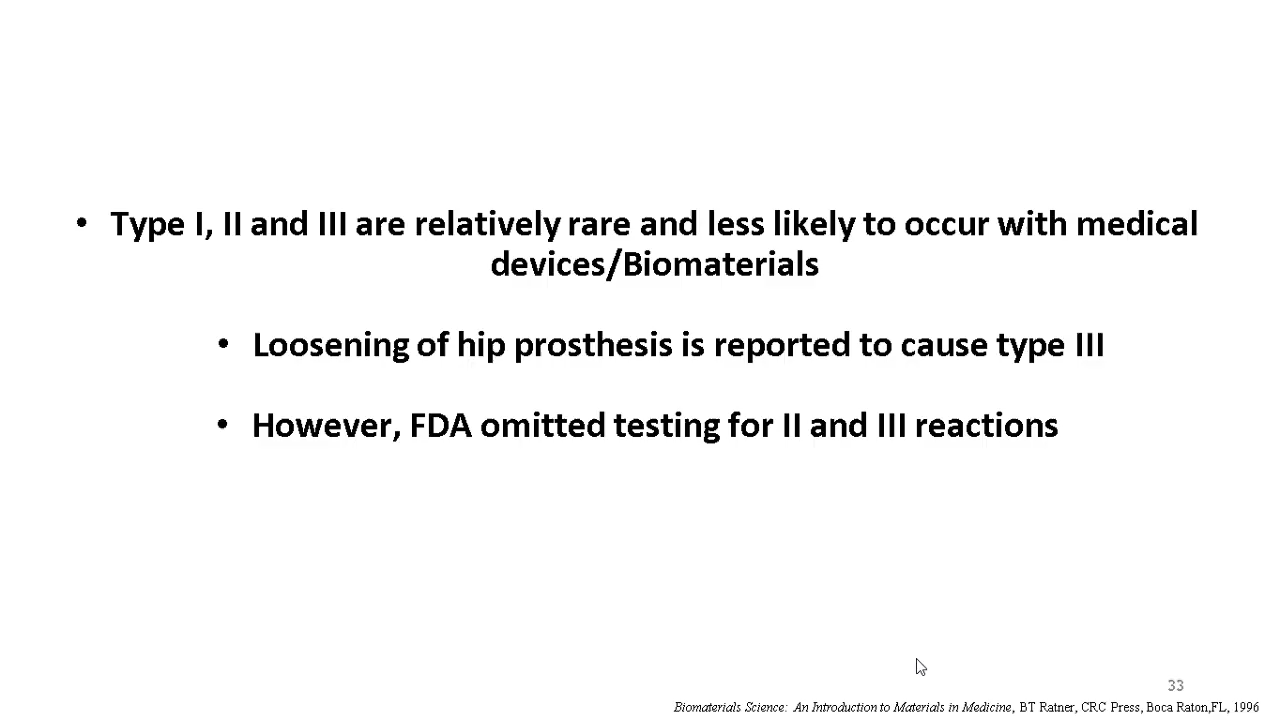 • Type I, II and III are relatively rare and less likely to occur with medical
devices/Biomaterials
• Loosening of hip prosthesis is reported to cause type III
• However, FDA omitted testing for II and III reactions
33
Biomaterials Science: An Introduction to Materials in Medicine, BT Ratner, CRC Press, Boca Raton,FL, 1996